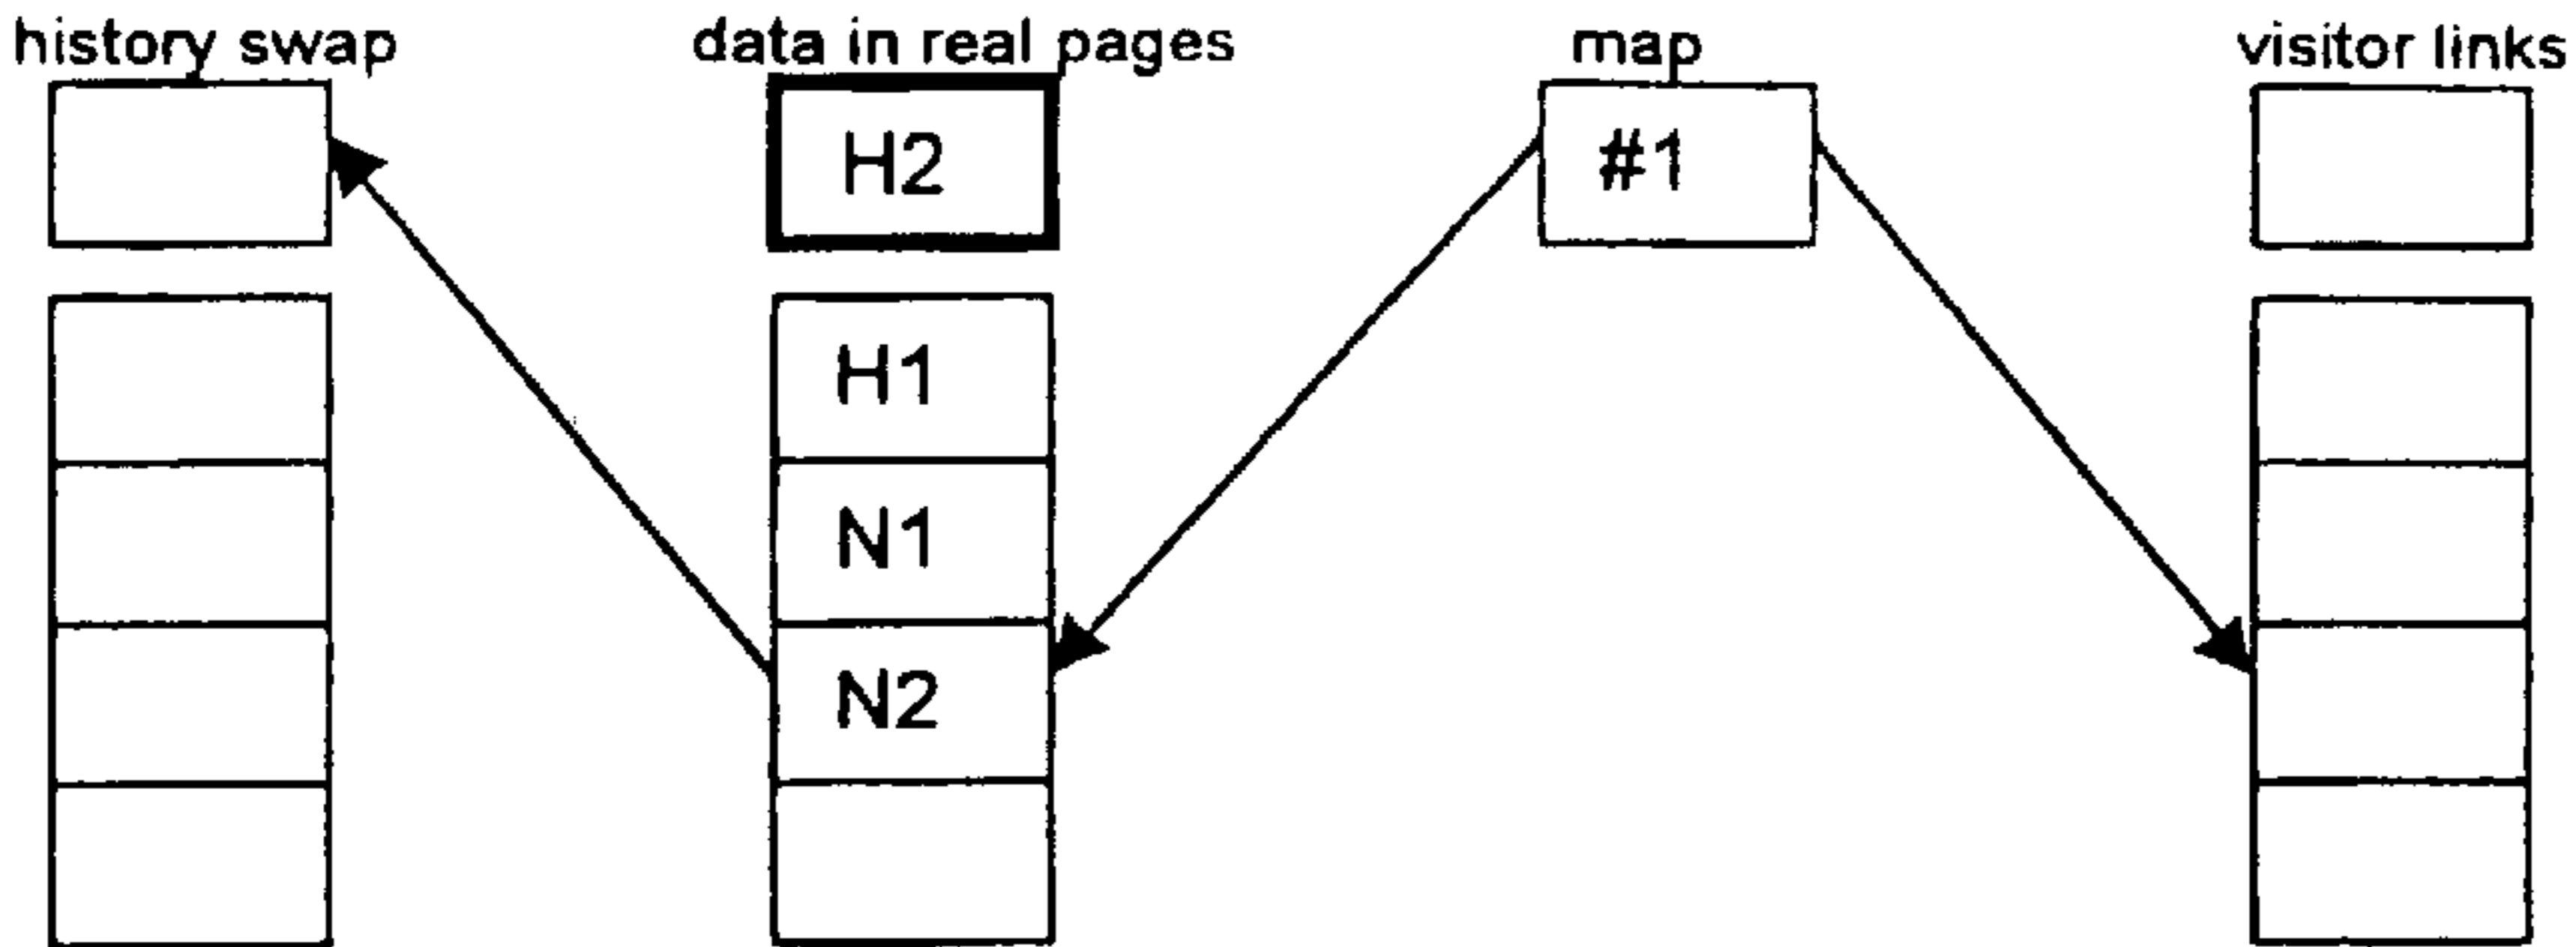 history swap
data in real pages
map
visitor links
H2
#1
H1
N1
N2